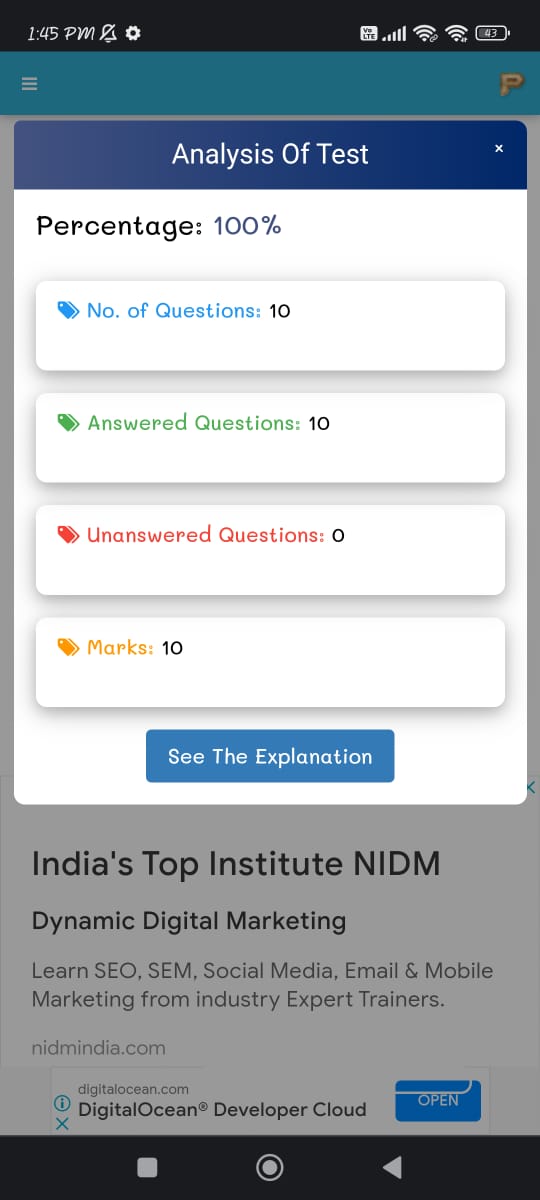 1:45 PM
Vo LTE
43
P
Analysis Of Test
×
Percentage: 100%
No. of Questions: 10
Answered Questions: 10
Unanswered Questions: 0
Marks: 10
See The Explanation
India's Top Institute NIDM
Dynamic Digital Marketing
Learn SEO, SEM, Social Media, Email & Mobile
Marketing from industry Expert Trainers.
nidmindia.com
digitalocean.com
DigitalOcean® Developer Cloud
OPEN